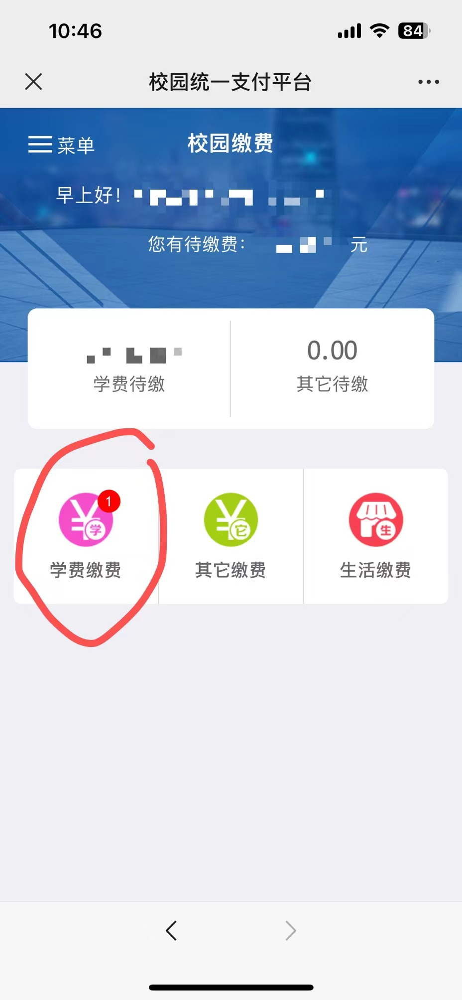 10:46
84
校园统一支付平台
菜单
校园缴费
早上好!
您有待缴费: 元
0.00
学费待缴
其它待缴
1
学
它
生
学费缴费
其它缴费
生活缴费